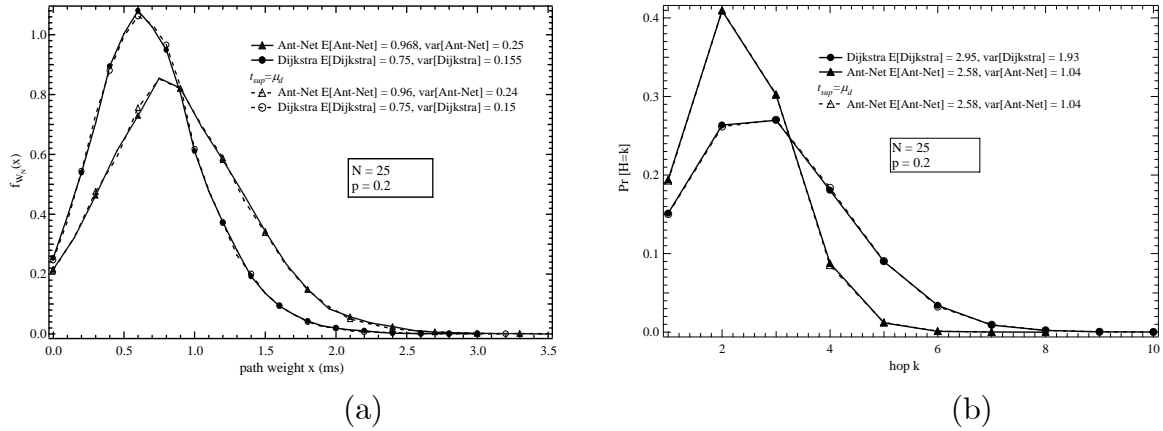 1.0
0.8
0.6
0.4
0.2
0.0
f_{W_N}(x)
Ant-Net E[Ant-Net] = 0.968, var[Ant-Net] = 0.25
Dijkstra E[Dijkstra] = 0.75, var[Dijkstra] = 0.155
t_{sup}=μ_d
Ant-Net E[Ant-Net] = 0.96, var[Ant-Net] = 0.24
Dijkstra E[Dijkstra] = 0.75, var[Dijkstra] = 0.15
N = 25
p = 0.2
0.0 0.5 1.0 1.5 2.0 2.5 3.0 3.5
path weight x (ms)
(a)
0.4
0.3
0.2
0.1
0.0
Pr [H=k]
Dijkstra E[Dijkstra] = 2.95, var[Dijkstra] = 1.93
Ant-Net E[Ant-Net] = 2.58, var[Ant-Net] = 1.04
t_{sup}=μ_d
Ant-Net E[Ant-Net] = 2.58, var[Ant-Net] = 1.04
N = 25
p = 0.2
2 4 6 8 10
hop k
(b)